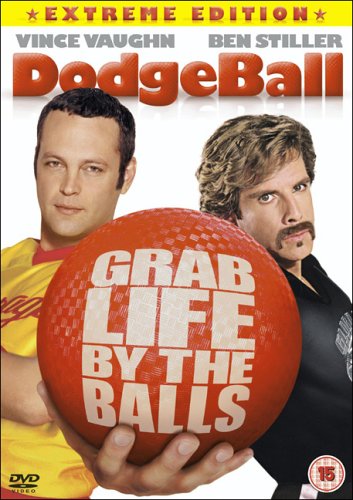 ★ EXTREME EDITION ★
VINCE VAUGHN BEN STILLER
DodgeBall
GRAB
LIFE
BY THE
BALLS
DVD
VIDEO
15